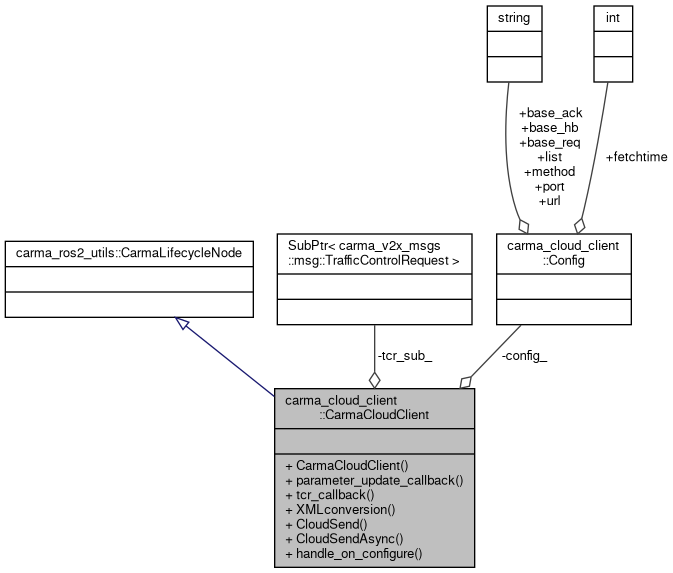 string
int
+base_ack
+base_hb
+base_req
+list
+method
+port
+url
+fetchtime
carma_ros2_utils::CarmaLifecycleNode
SubPtr< carma_v2x_msgs
::msg::TrafficControlRequest >
carma_cloud_client
::Config
-tcr_sub_
-config_
carma_cloud_client
::CarmaCloudClient
+ CarmaCloudClient()
+ parameter_update_callback()
+ tcr_callback()
+ XMLconversion()
+ CloudSend()
+ CloudSendAsync()
+ handle_on_configure()